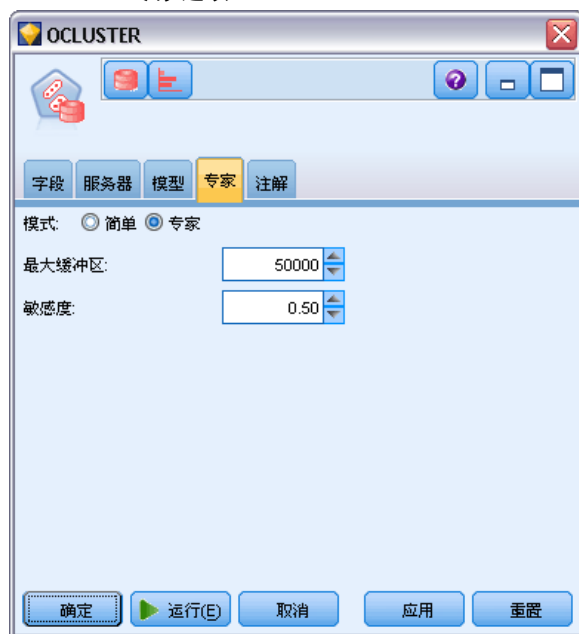 OCLUSTER
字段 服务器 模型 专家 注解
模式: 简单 专家
最大缓冲区: 50000
敏感度: 0.50
确定 运行(E) 取消 应用 重置